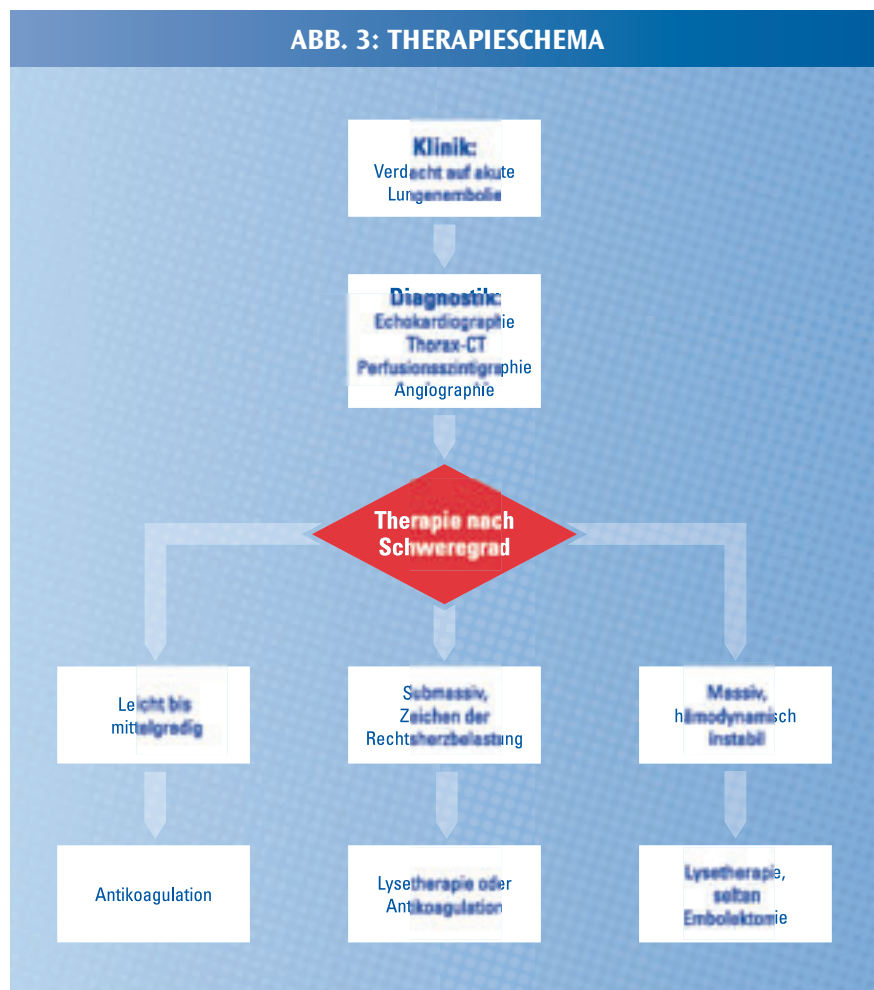 ABB. 3: THERAPIESCHEMA
Klinik:
Verdacht auf akute
Lungenembolie
Diagnostik:
Echokardiographie
Thorax-CT
Perfusionsszintigraphie
Angiographie
Therapie nach
Schweregrad
Leicht bis
mittelgradig
Submassiv,
Zeichen der
Rechtsherzbelastung
Massiv,
hämodynamisch
instabil
Antikoagulation
Lysetherapie oder
Antikoagulation
Lysetherapie,
selten
Embolektomie